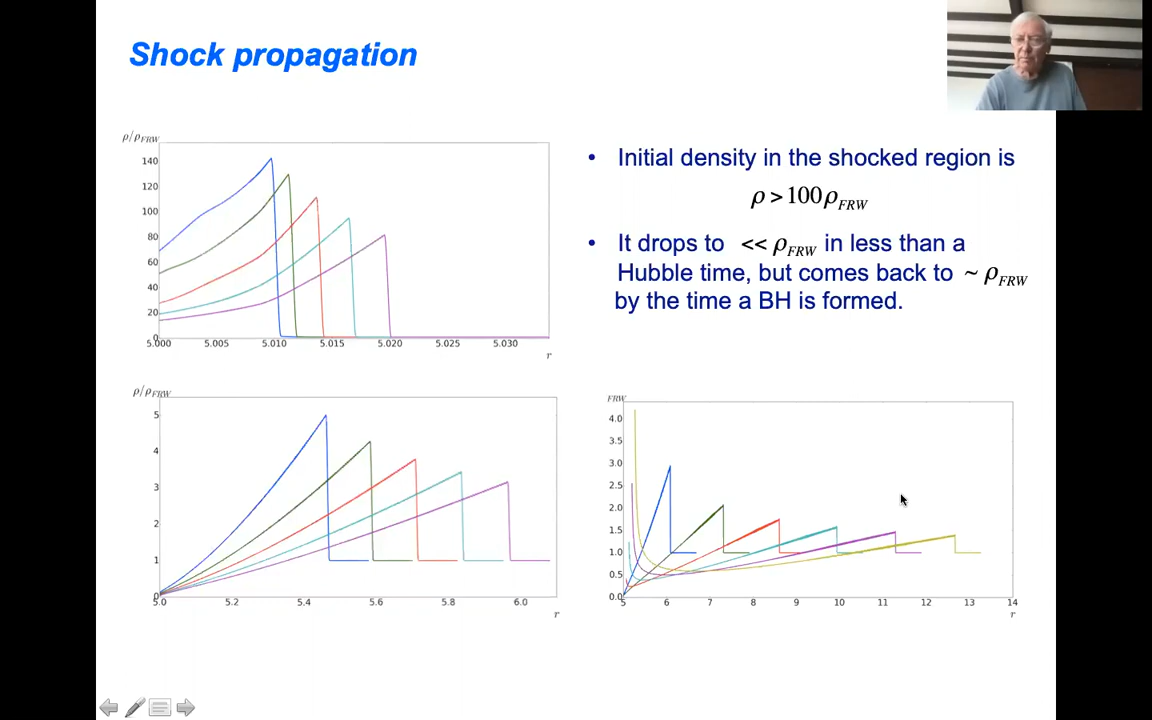 Shock propagation
ρ/ρFRW
140
120
100
80
60
40
20
0
5.000 5.005 5.010 5.015 5.020 5.025 5.030
r
• Initial density in the shocked region is
ρ > 100ρFRW
• It drops to << ρFRW in less than a
Hubble time, but comes back to ~ ρFRW
by the time a BH is formed.
ρ/ρFRW
5
4
3
2
1
0
5.0 5.2 5.4 5.6 5.8 6.0
r
FRW
4.0
3.5
3.0
2.5
2.0
1.5
1.0
0.5
0.0
5 6 7 8 9 10 11 12 13 14
r